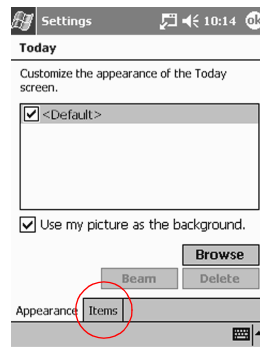 Settings 10:14 ok
Today
Customize the appearance of the Today
screen.
<Default>
Use my picture as the background.
Browse
Beam Delete
Appearance Items